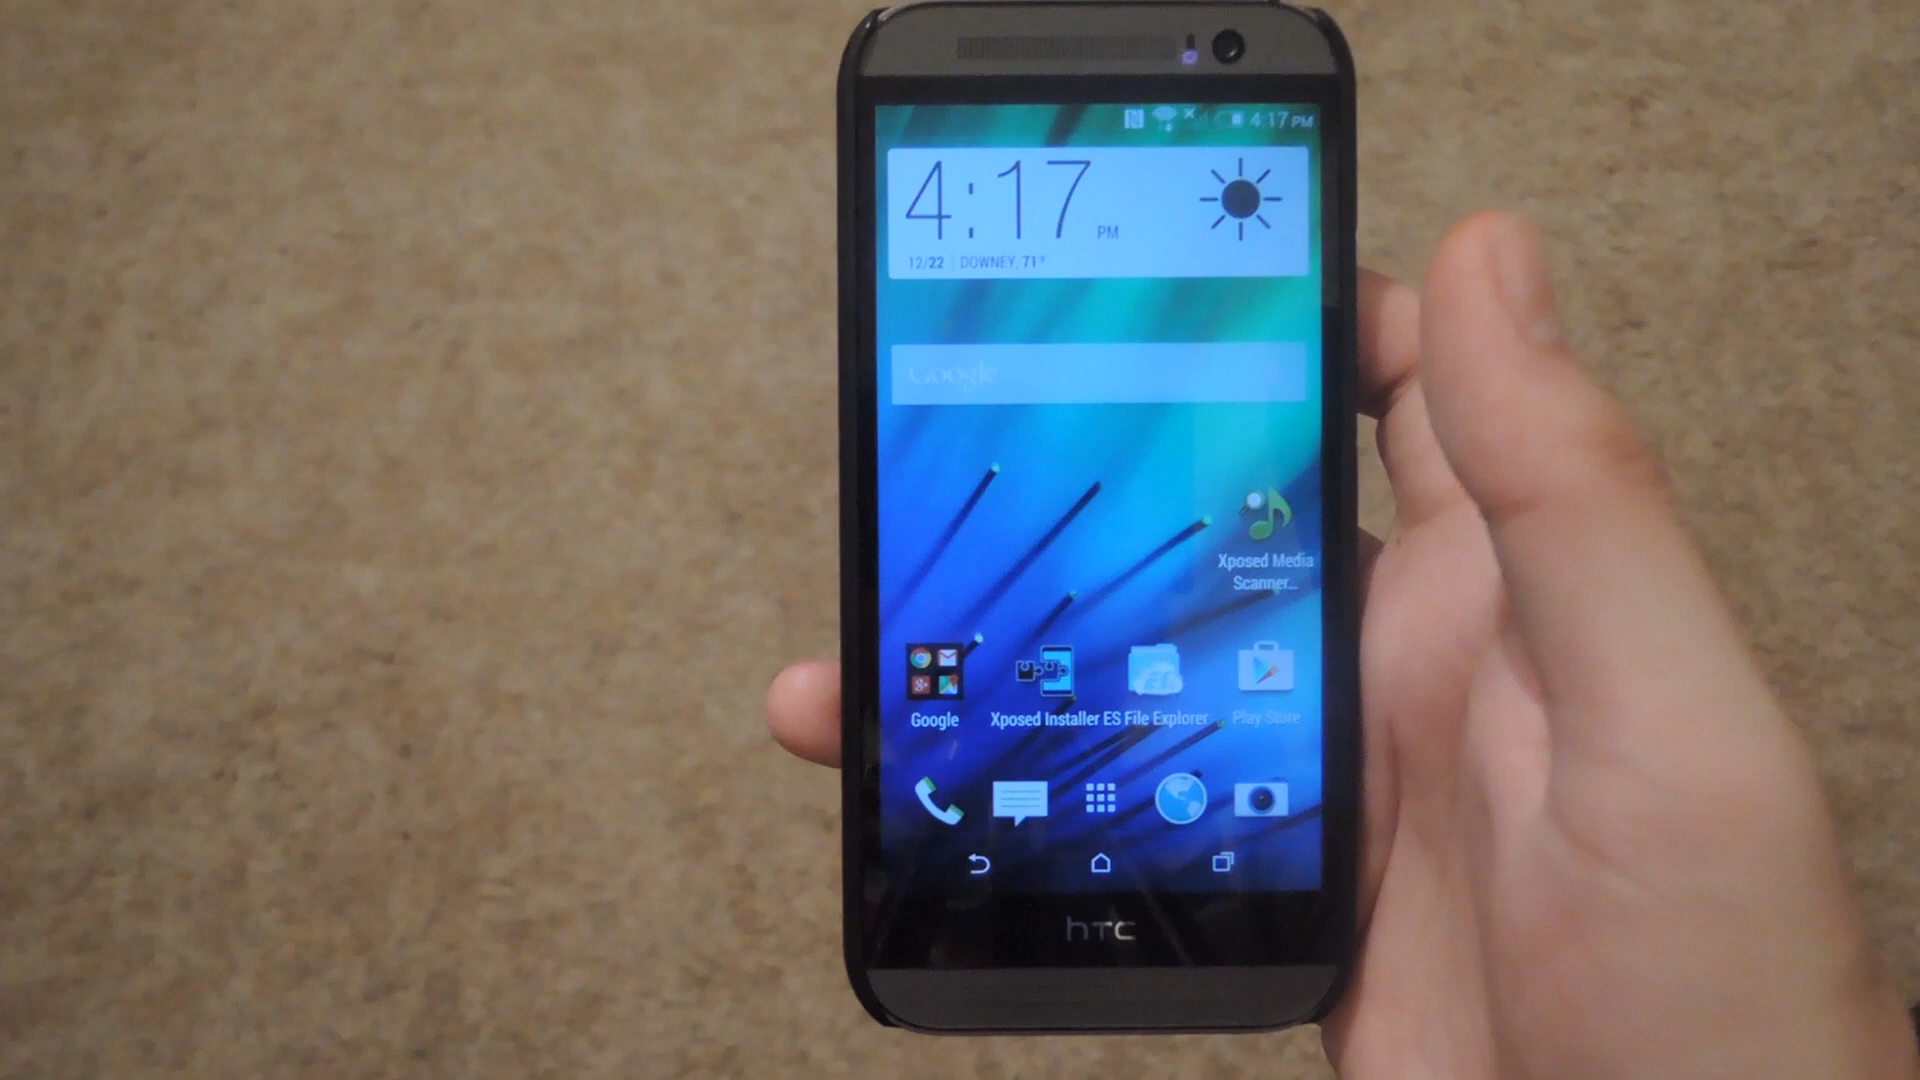 4:17 PM
4:17 PM
12/22 DOWNEY, 71°F
Google
Xposed Media
Scanner...
Google Xposed Installer ES File Explorer Play Store
hTC